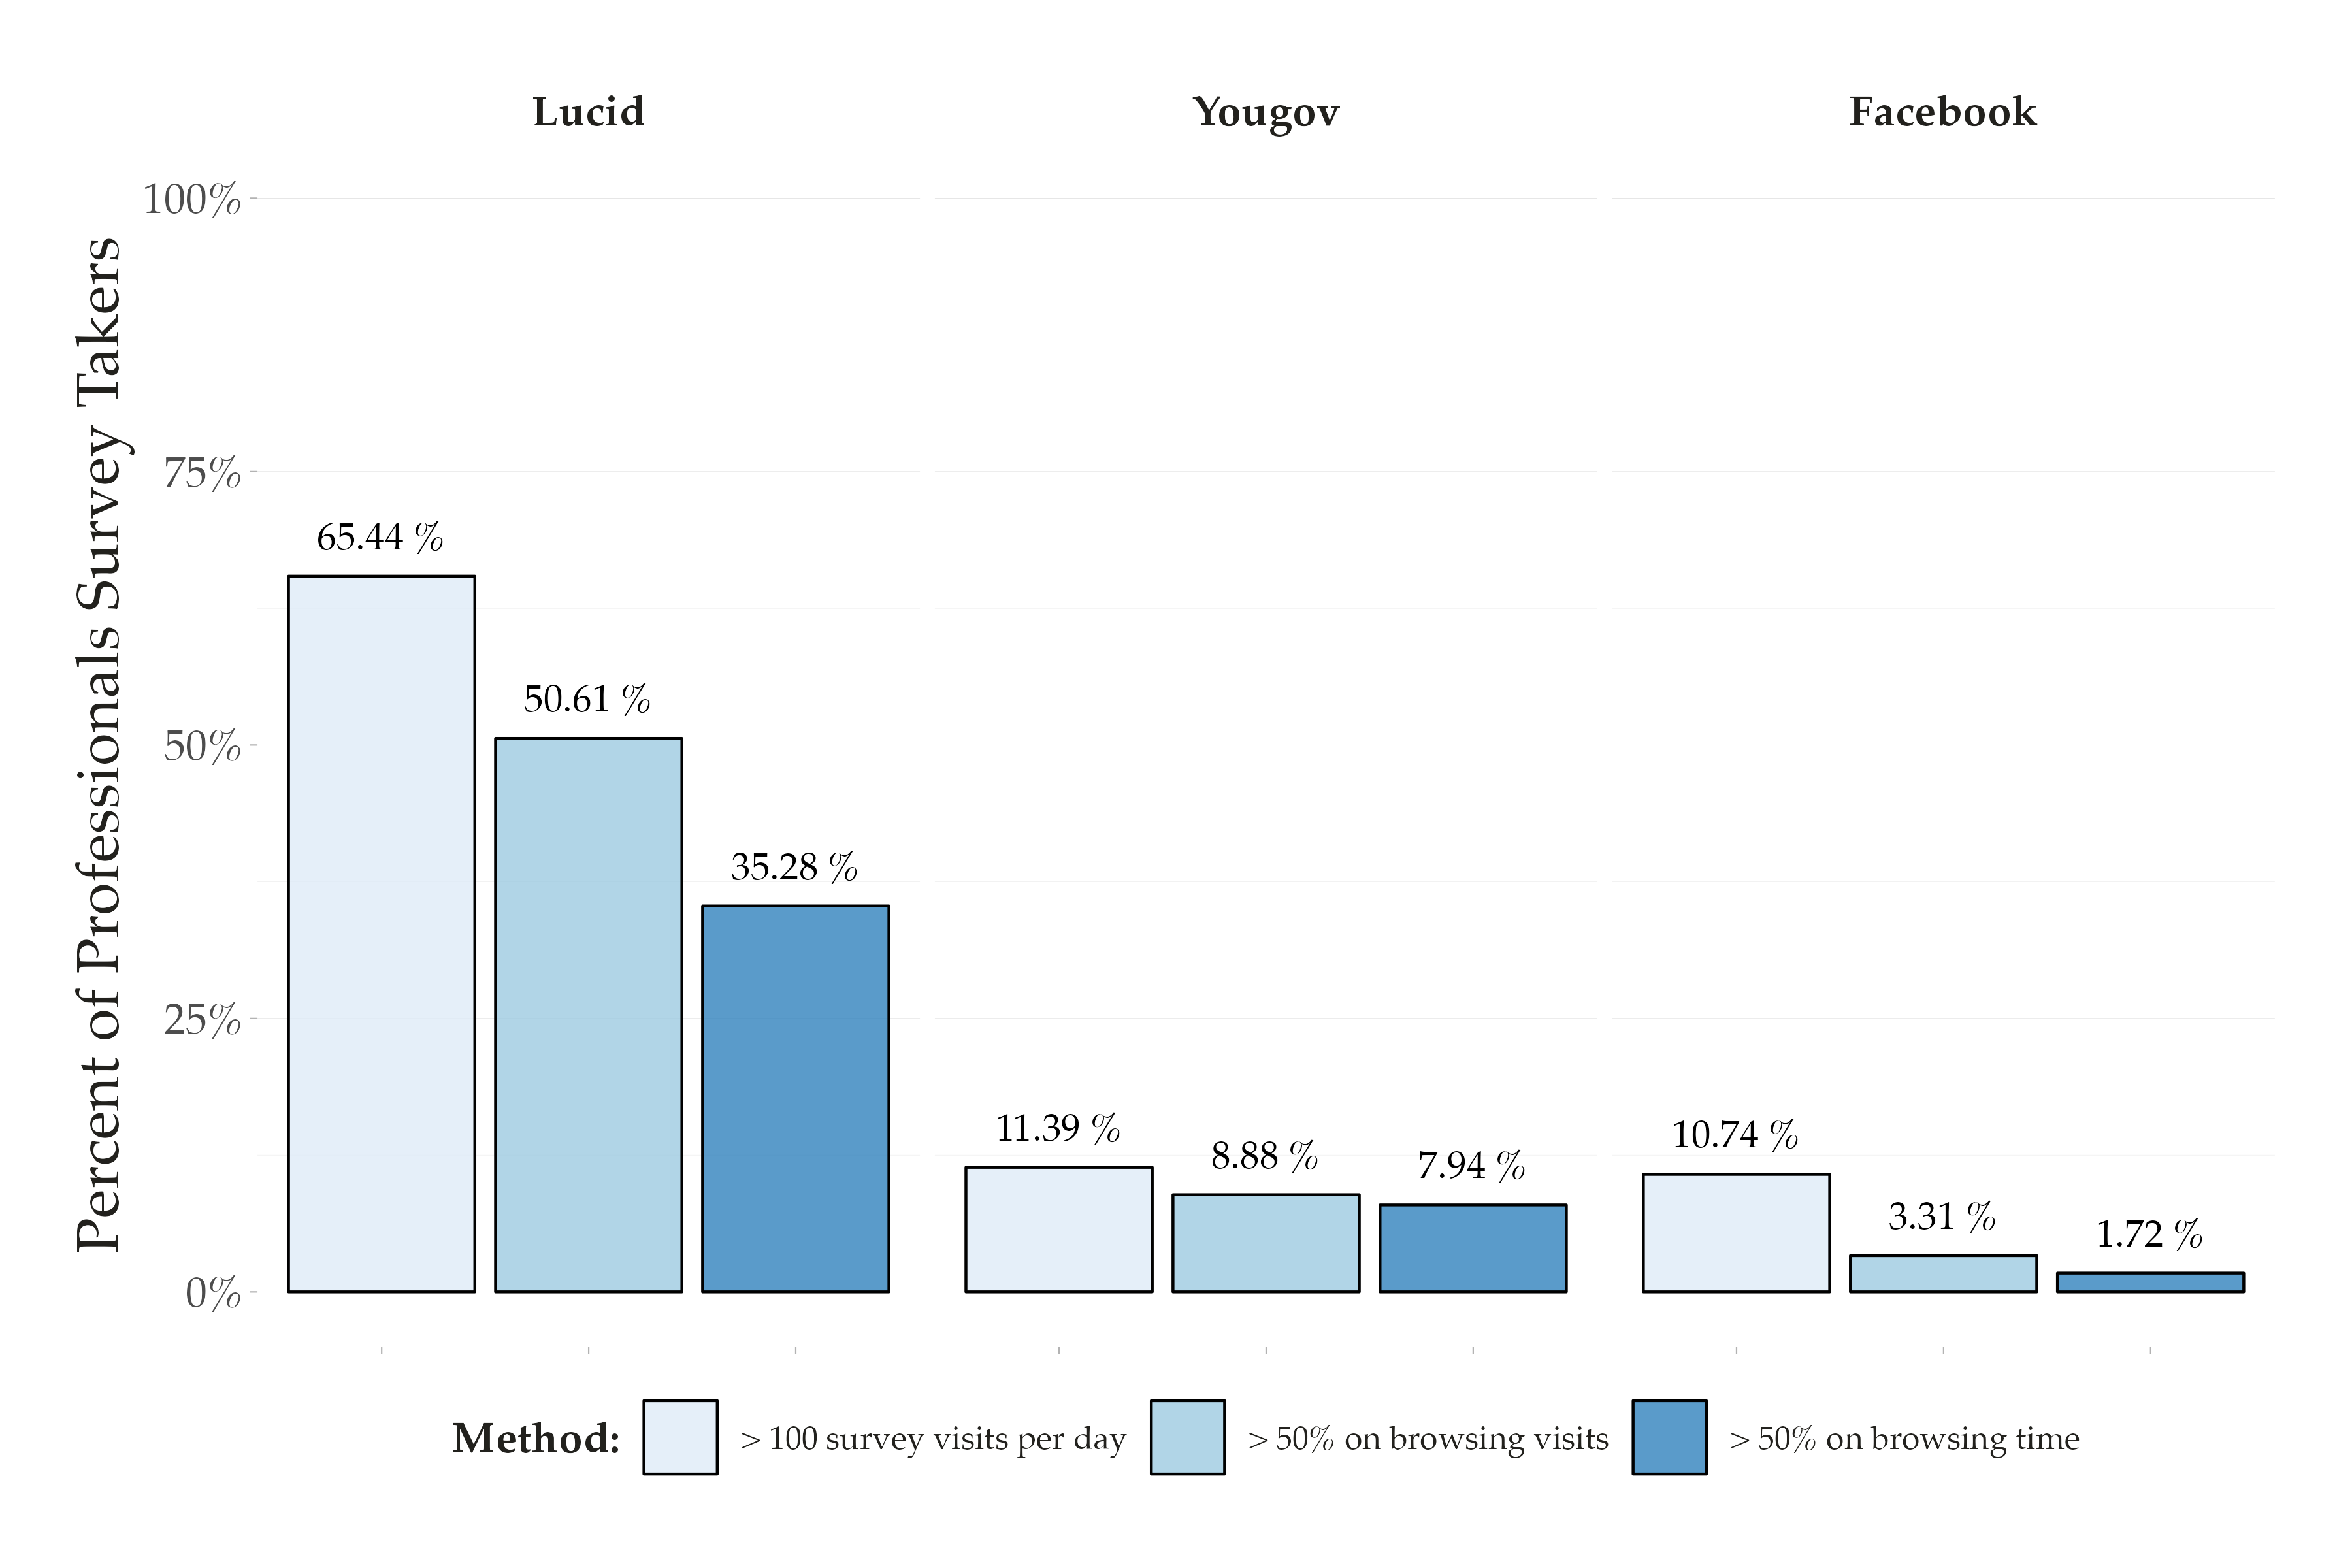 Lucid
Yougov
Facebook
Percent of Professionals Survey Takers
100%
75%
50%
25%
0%
65.44 %
50.61 %
35.28 %
11.39 %
8.88 %
7.94 %
10.74 %
3.31 %
1.72 %
Method: > 100 survey visits per day > 50% on browsing visits > 50% on browsing time